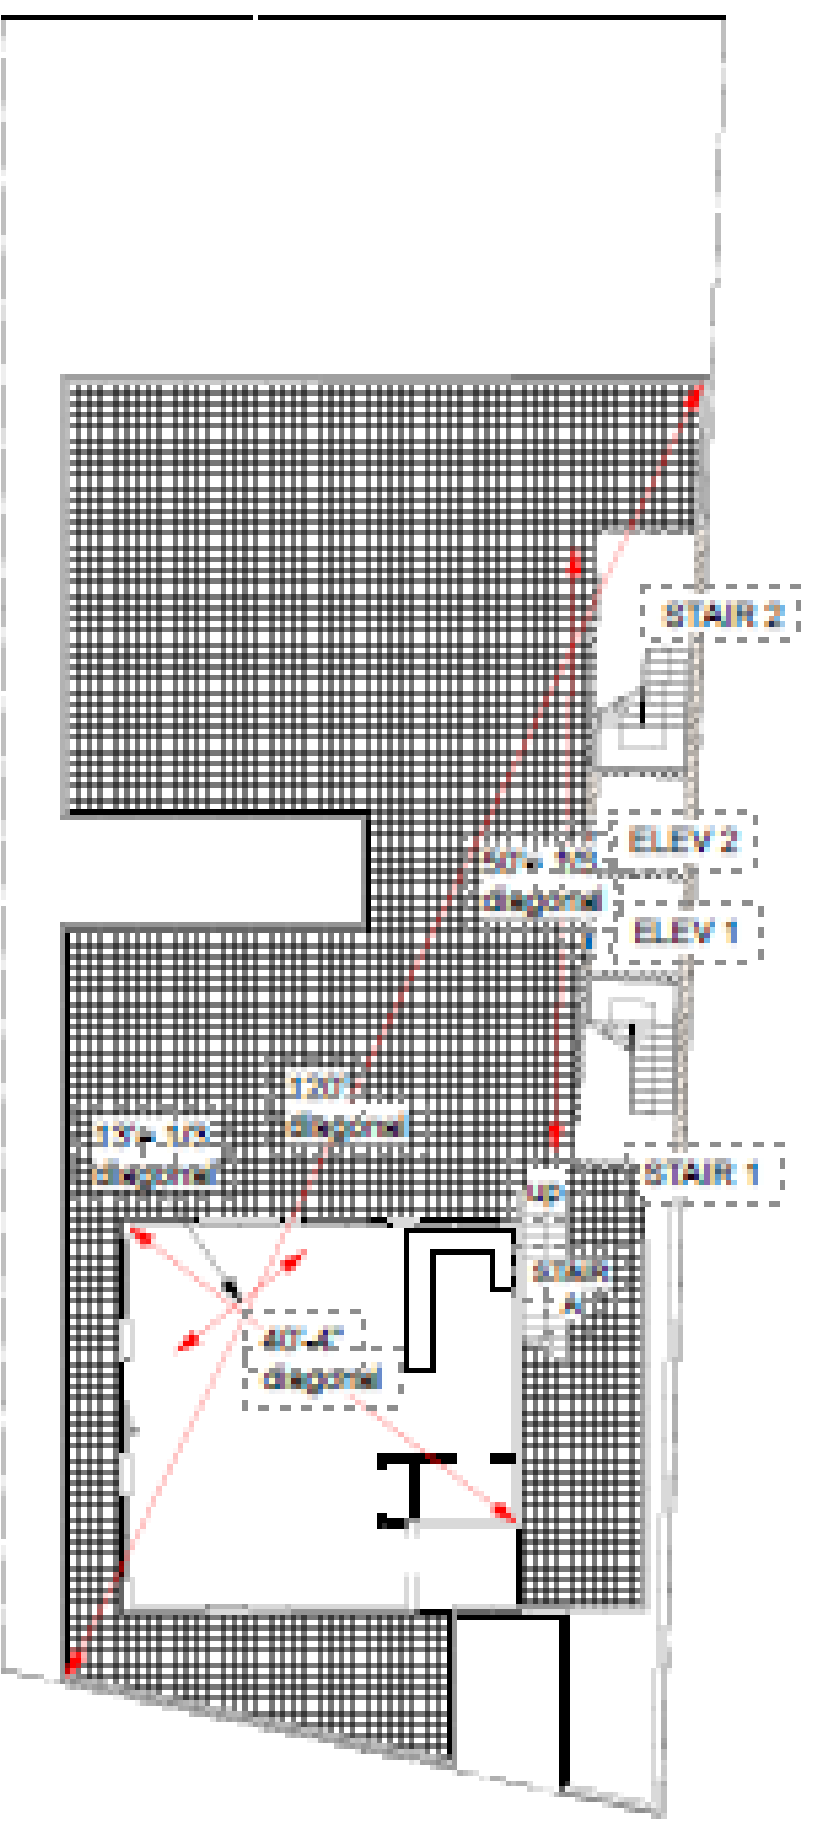 STAIR 2
ELEV 2
diagonal
ELEV 1
120'
diagonal
diagonal
STAIR 1
up
STAIR
40'-4"
diagonal